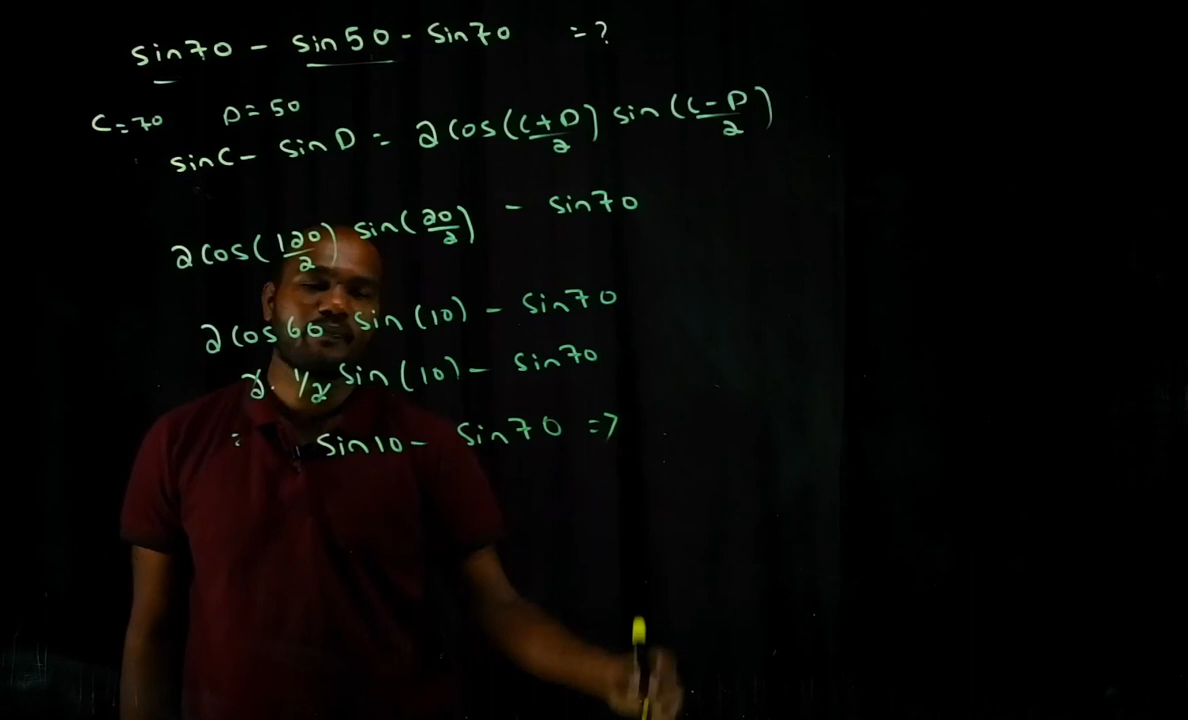 sin70 - sin50 - sin70 = ?
C=70 D=50
sinC - sinD = 2cos((C+D)/2) sin((C-D)/2)
2cos(120/2) sin(20/2) - sin70
2cos60 sin(10) - sin70
2. 1/2 sin(10) - sin70
= sin10 - sin70 =?